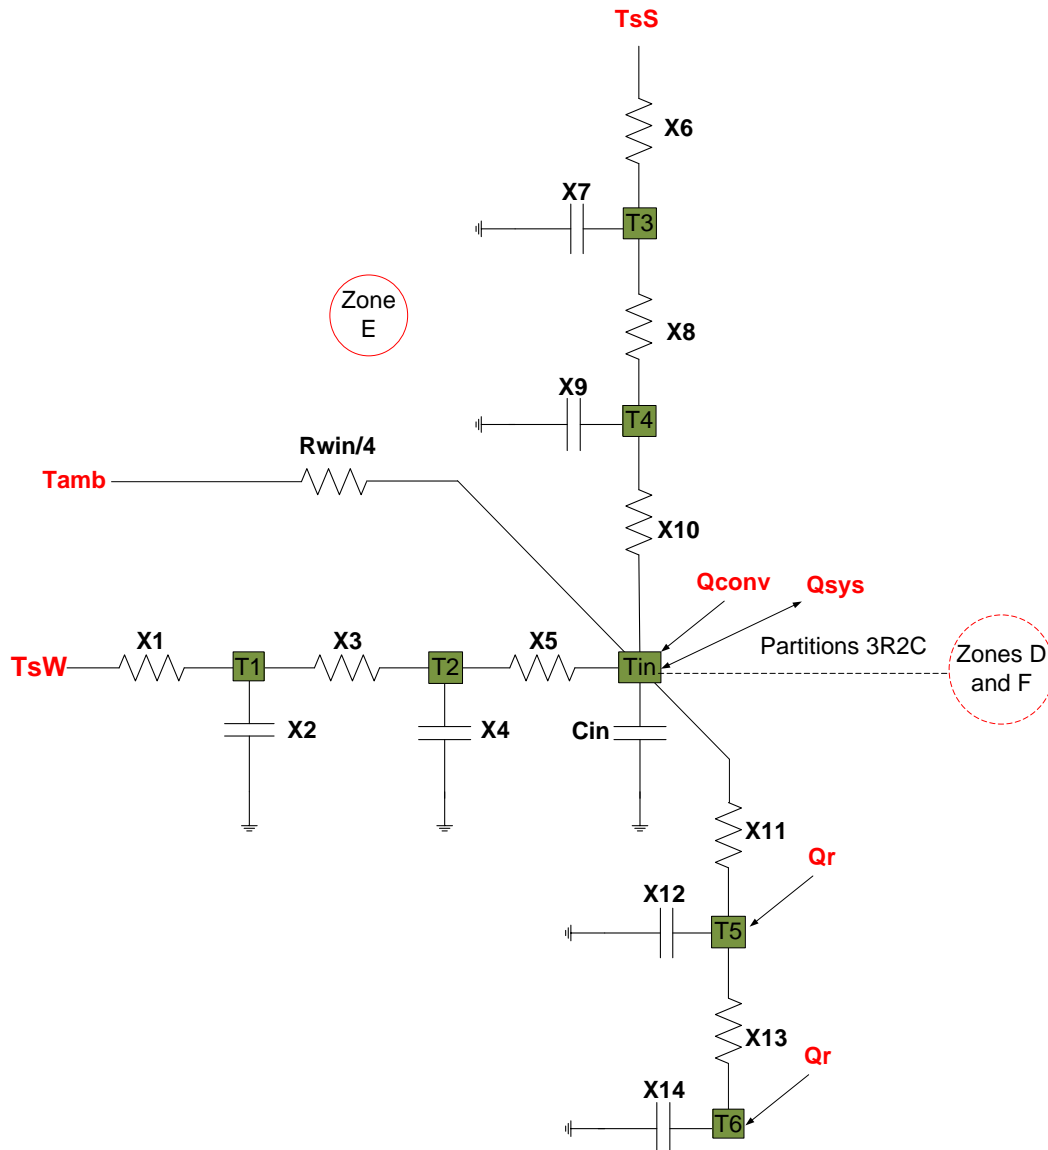 TsS
X6
X7
T3
Zone
E
X8
X9
T4
Rwin/4
Tamb
X10
Qconv
Qsys
Partitions 3R2C
Zones D
and F
TsW
X1
T1
X3
T2
X5
Tin
X2
X4
Cin
X11
Qr
X12
T5
X13
Qr
X14
T6